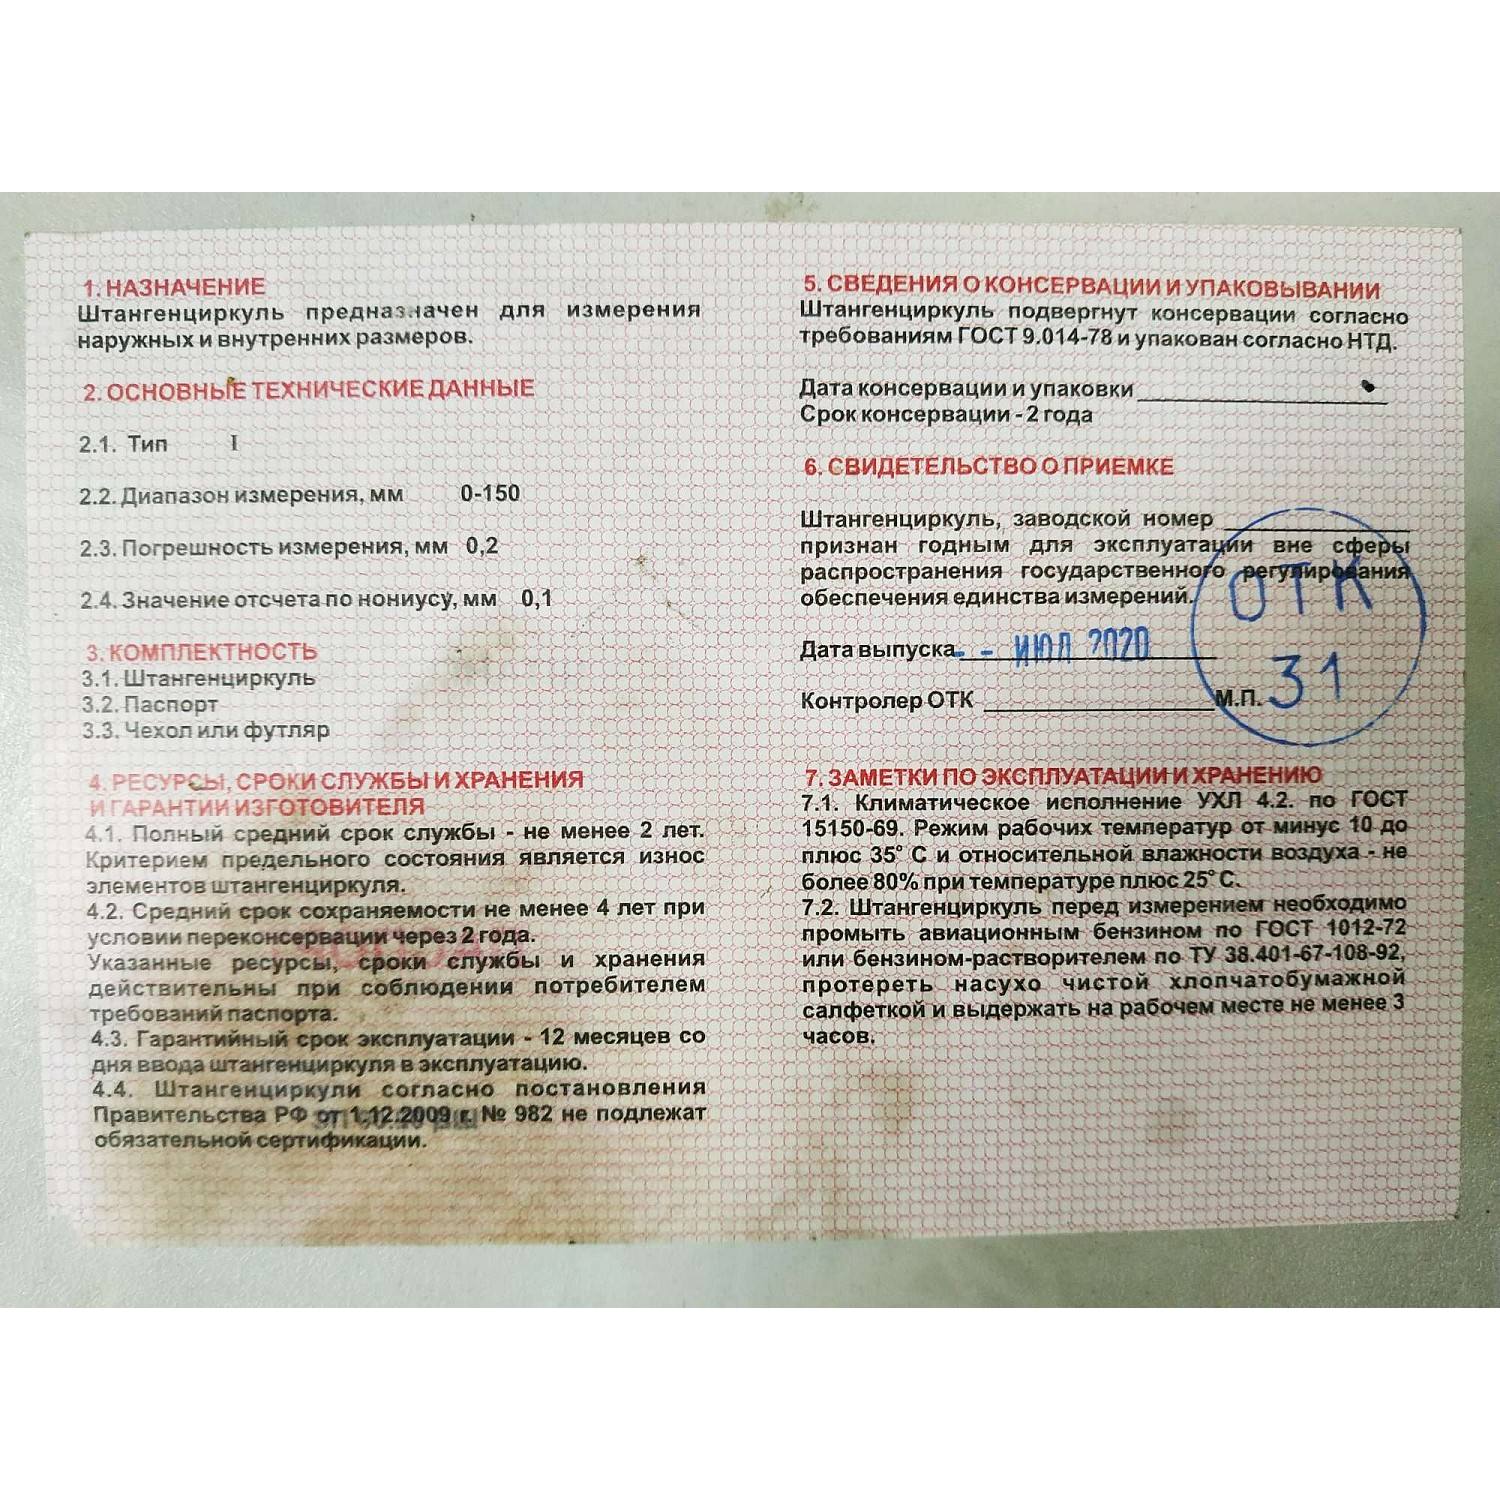 1. НАЗНАЧЕНИЕ
Штангенциркуль предназначен для измерения
наружных и внутренних размеров.
2. ОСНОВНЫЕ ТЕХНИЧЕСКИЕ ДАННЫЕ
2.1. Тип I
2.2. Диапазон измерения, мм 0-150
2.3. Погрешность измерения, мм 0,2
2.4. Значение отсчета по нониусу, мм 0,1
3. КОМПЛЕКТНОСТЬ
3.1. Штангенциркуль
3.2. Паспорт
3.3. Чехол или футляр
4. РЕСУРСЫ, СРОКИ СЛУЖБЫ И ХРАНЕНИЯ
И ГАРАНТИИ ИЗГОТОВИТЕЛЯ
4.1. Полный средний срок службы - не менее 2 лет.
Критерием предельного состояния является износ
элементов штангенциркуля.
4.2. Средний срок сохраняемости не менее 4 лет при
условии переконсервации через 2 года.
Указанные ресурсы, сроки службы и хранения
действительны при соблюдении потребителем
требований паспорта.
4.3. Гарантийный срок эксплуатации - 12 месяцев со
дня ввода штангенциркуля в эксплуатацию.
4.4. Штангенциркули согласно постановления
Правительства РФ от 1.12.2009 г. № 982 не подлежат
обязательной сертификации.
5. СВЕДЕНИЯ О КОНСЕРВАЦИИ И УПАКОВЫВАНИИ
Штангенциркуль подвергнут консервации согласно
требованиям ГОСТ 9.014-78 и упакован согласно НТД.
Дата консервации и упаковки
Срок консервации - 2 года
6. СВИДЕТЕЛЬСТВО О ПРИЕМКЕ
Штангенциркуль, заводской номер
признан годным для эксплуатации вне сферы
распространения государственного регулирования
обеспечения единства измерений.
ОТК
31
Дата выпуска - - ИЮЛ 2020
Контролер ОТК М.П.
7. ЗАМЕТКИ ПО ЭКСПЛУАТАЦИИ И ХРАНЕНИЮ
7.1. Климатическое исполнение УХЛ 4.2. по ГОСТ
15150-69. Режим рабочих температур от минус 10 до
плюс 35° С и относительной влажности воздуха - не
более 80% при температуре плюс 25° С.
7.2. Штангенциркуль перед измерением необходимо
промыть авиационным бензином по ГОСТ 1012-72
или бензином-растворителем по ТУ 38.401-67-108-92,
протереть насухо чистой хлопчатобумажной
салфеткой и выдержать на рабочем месте не менее 3
часов.